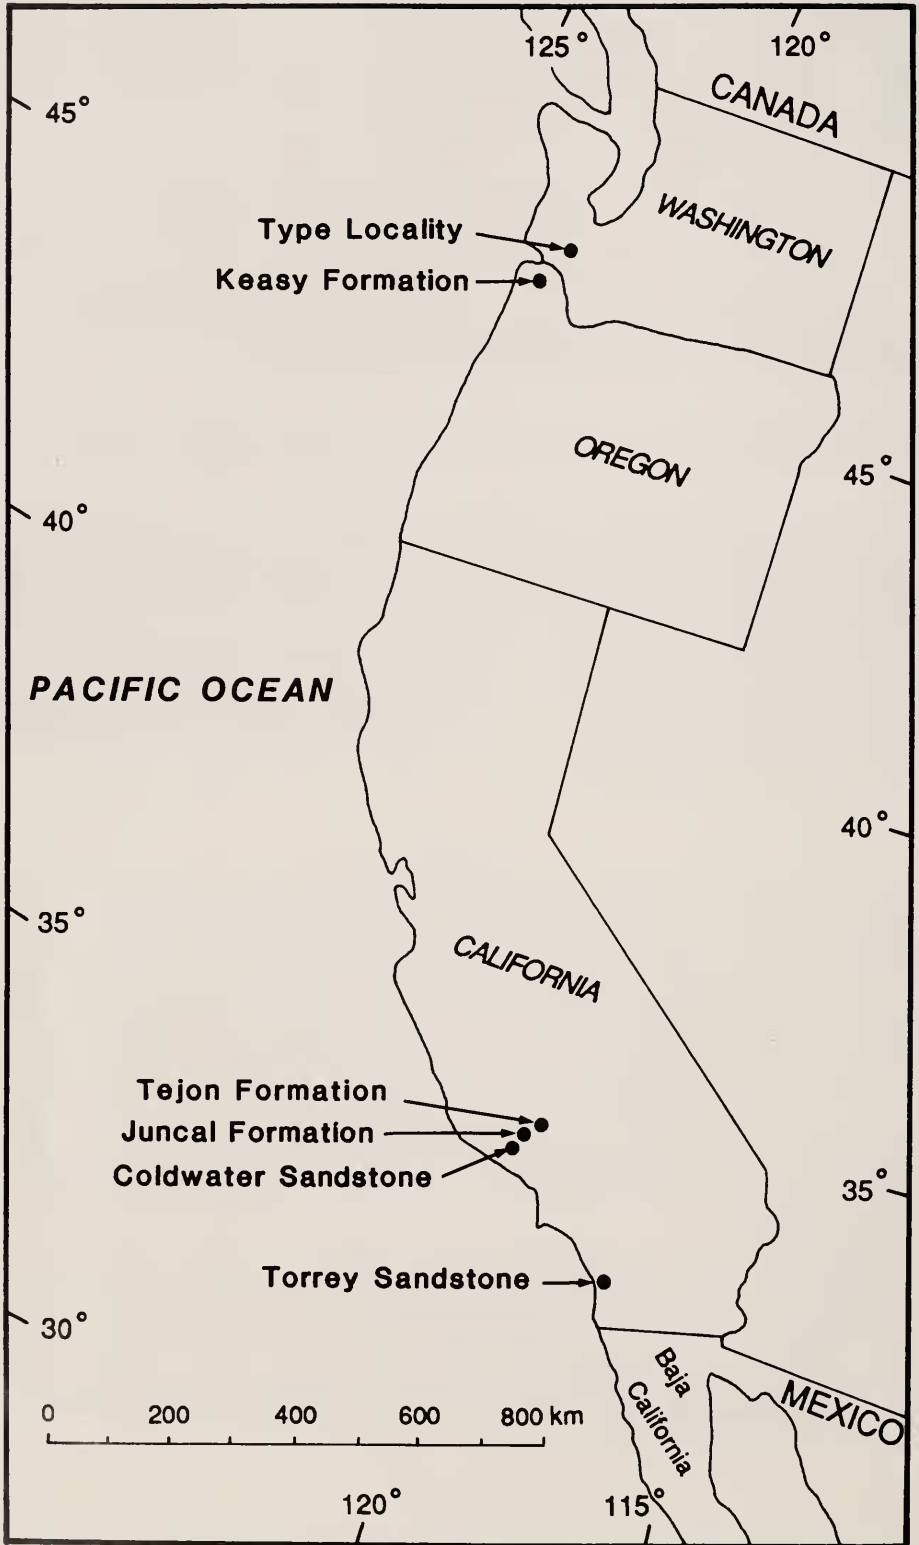 125° 120°
45°
CANADA
WASHINGTON
Type Locality
Keasy Formation
OREGON
45°
40°
PACIFIC OCEAN
40°
35°
CALIFORNIA
Tejon Formation
Juncal Formation
Coldwater Sandstone
35°
Torrey Sandstone
30°
Baja
California
MEXICO
0 200 400 600 800 km
120° 115°